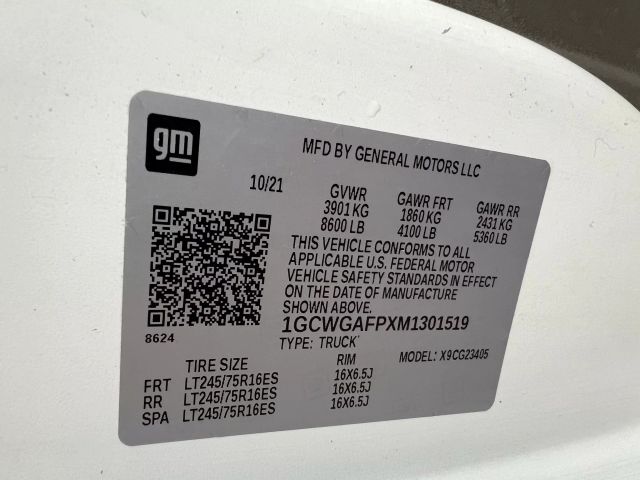 gm
MFD BY GENERAL MOTORS LLC
10/21
GVWR GAWR FRT GAWR RR
3901 KG 1860 KG 2431 KG
8600 LB 4100 LB 5360 LB
THIS VEHICLE CONFORMS TO ALL
APPLICABLE U.S. FEDERAL MOTOR
VEHICLE SAFETY STANDARDS IN EFFECT
ON THE DATE OF MANUFACTURE
SHOWN ABOVE.
1GCWGAFPXM1301519
8624
TYPE: TRUCK MODEL: X9CG23405
TIRE SIZE RIM
FRT LT245/75R16ES 16X6.5J
RR LT245/75R16ES 16X6.5J
SPA LT245/75R16ES 16X6.5J